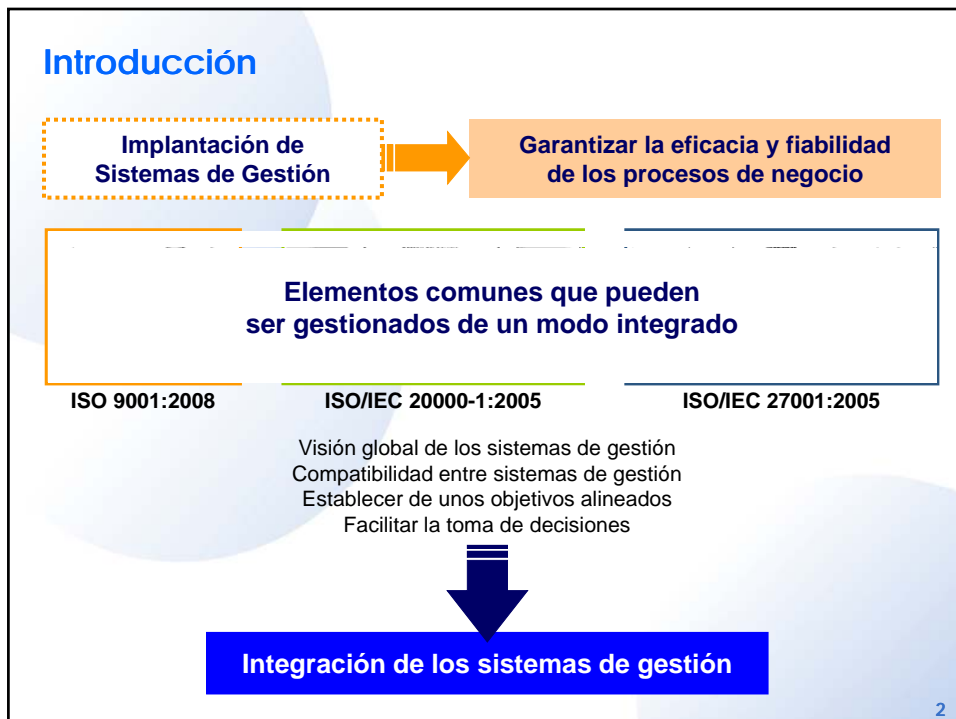 Introducción
Implantación de
Sistemas de Gestión
Garantizar la eficacia y fiabilidad
de los procesos de negocio
Elementos comunes que pueden
ser gestionados de un modo integrado
ISO 9001:2008
ISO/IEC 20000-1:2005
ISO/IEC 27001:2005
Visión global de los sistemas de gestión
Compatibilidad entre sistemas de gestión
Establecer de unos objetivos alineados
Facilitar la toma de decisiones
Integración de los sistemas de gestión
2